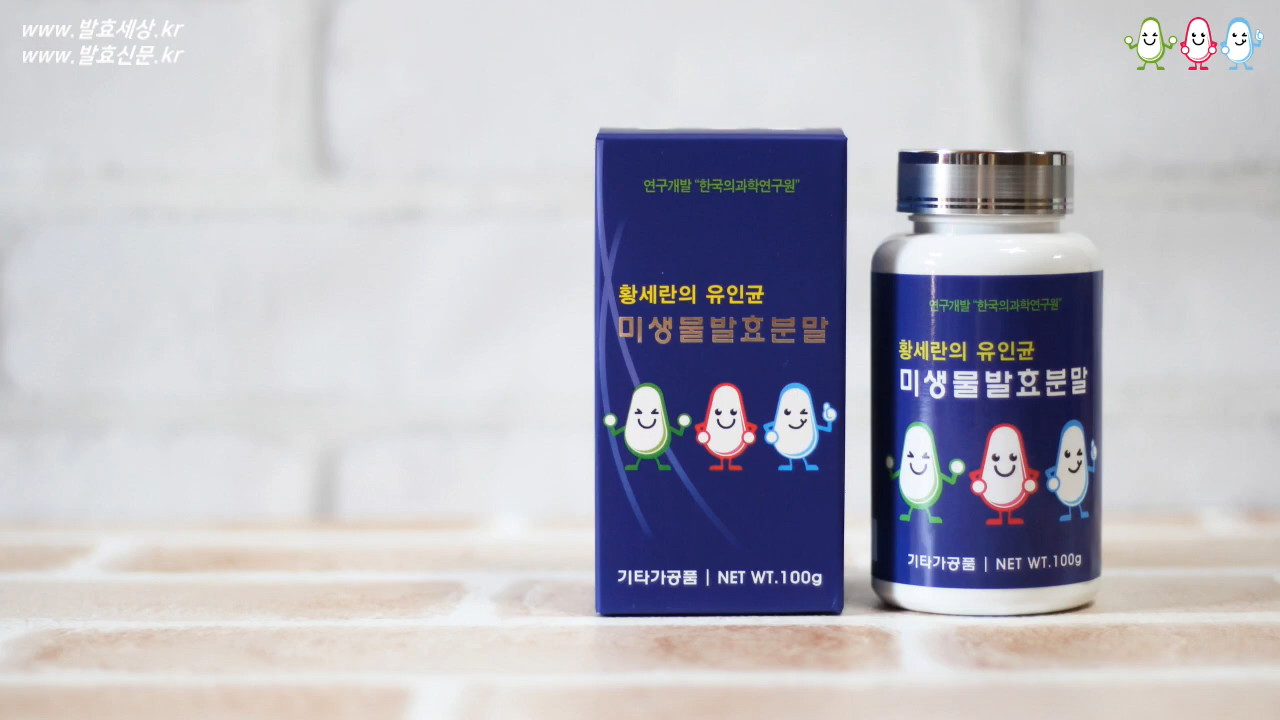 www.발효세상.kr
www.발효신문.kr
연구개발 "한국의과학연구원"
황세란의 유인균
미생물발효분말
기타가공품 | NET WT.100g
연구개발 "한국의과학연구원"
황세란의 유인균
미생물발효분말
기타가공품 | NET WT.100g